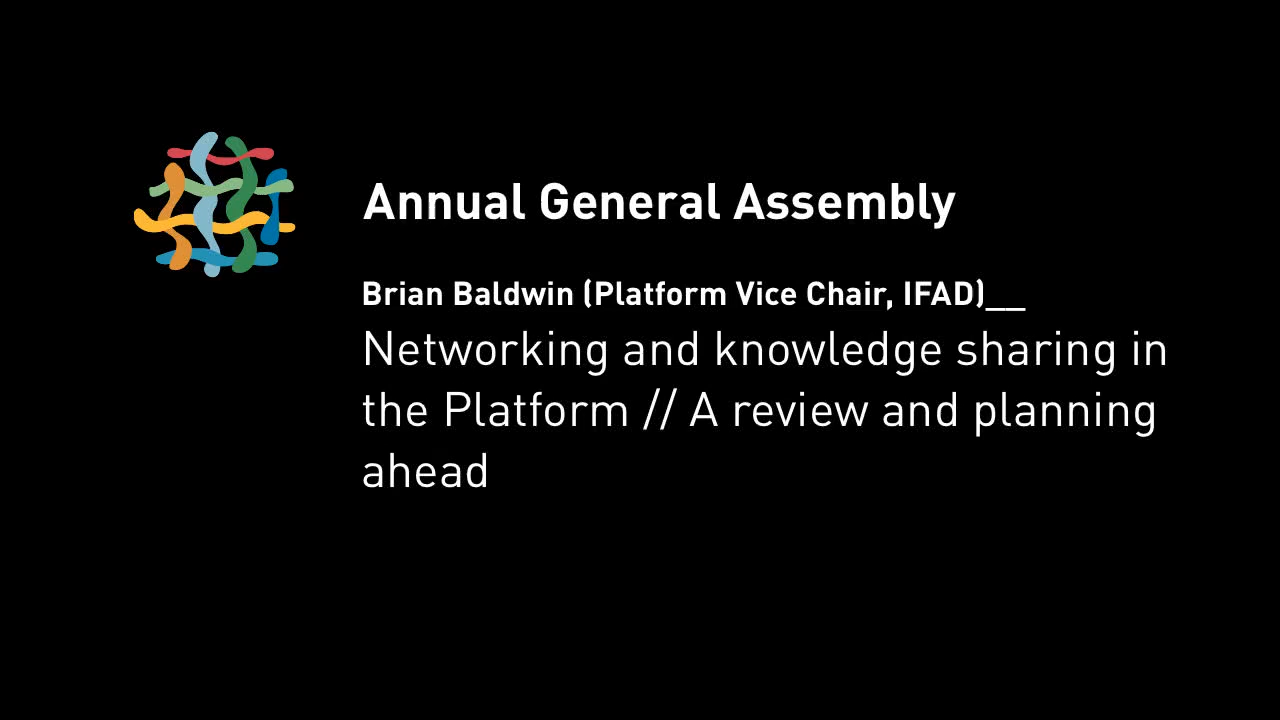 Annual General Assembly
Brian Baldwin (Platform Vice Chair, IFAD)__
Networking and knowledge sharing in
the Platform // A review and planning
ahead